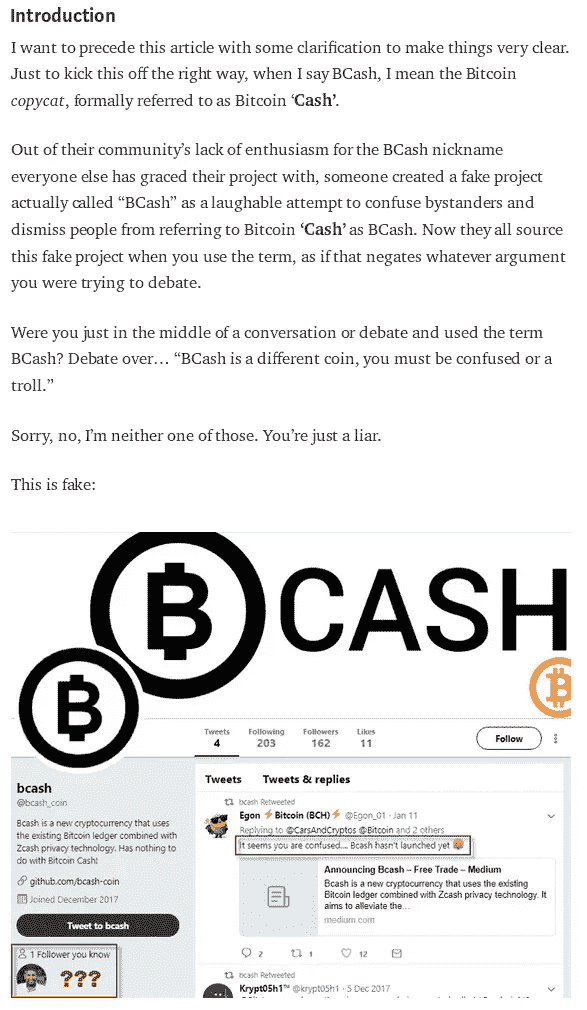 Introduction
I want to precede this article with some clarification to make things very clear.
Just to kick this off the right way, when I say BCash, I mean the Bitcoin
copycat, formally referred to as Bitcoin ‘Cash’.
Out of their community’s lack of enthusiasm for the BCash nickname
everyone else has graced their project with, someone created a fake project
actually called “BCash” as a laughable attempt to confuse bystanders and
dismiss people from referring to Bitcoin ‘Cash’ as BCash. Now they all source
this fake project when you use the term, as if that negates whatever argument
you were trying to debate.
Were you just in the middle of a conversation or debate and used the term
BCash? Debate over… “BCash is a different coin, you must be confused or a
troll.”
Sorry, no, I’m neither one of those. You’re just a liar.
This is fake:
CASH
Tweets Following Followers Likes
4 203 162 11
Follow
bcash
@bcash_coin
Bcash is a new cryptocurrency that uses
the existing Bitcoin ledger combined with
Zcash privacy technology. Has nothing to
do with Bitcoin Cash!
github.com/bcash-coin
Joined December 2017
Tweet to bcash
1 Follower you know
???
Tweets Tweets & replies
bcash Retweeted
Egon ⚡Bitcoin (BCH)⚡ @Egon_01 · Jan 11
Replying to @CarsAndCryptos @Bitcoin and 2 others
It seems you are confused.... Bcash hasn't launched yet
Announcing Bcash – Free Trade – Medium
Bcash is a new cryptocurrency that uses the existing
Bitcoin ledger combined with Zcash privacy technology. It
aims to alleviate the...
medium.com
2 1 12
bcash Retweeted
Krypt05h1™ @krypt05h1 · 5 Dec 2017